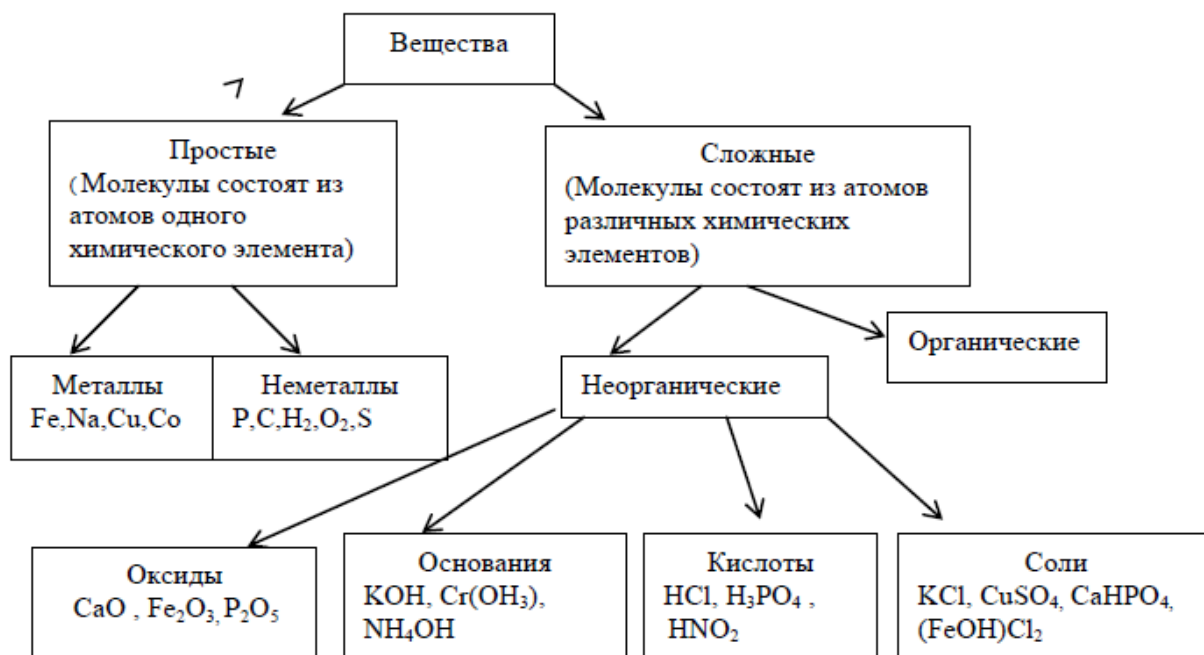 Вещества
Простые
(Молекулы состоят из
атомов одного
химического элемента)
Сложные
(Молекулы состоят из атомов
различных химических
элементов)
Металлы
Fe,Na,Cu,Co
Неметаллы
P,C,H₂,O₂,S
Неорганические
Органические
Оксиды
CaO , Fe₂O₃, P₂O₅
Основания
KOH, Cr(OH₃),
NH₄OH
Кислоты
HCl, H₃PO₄ ,
HNO₂
Соли
KCl, CuSO₄, CaHPO₄,
(FeOH)Cl₂